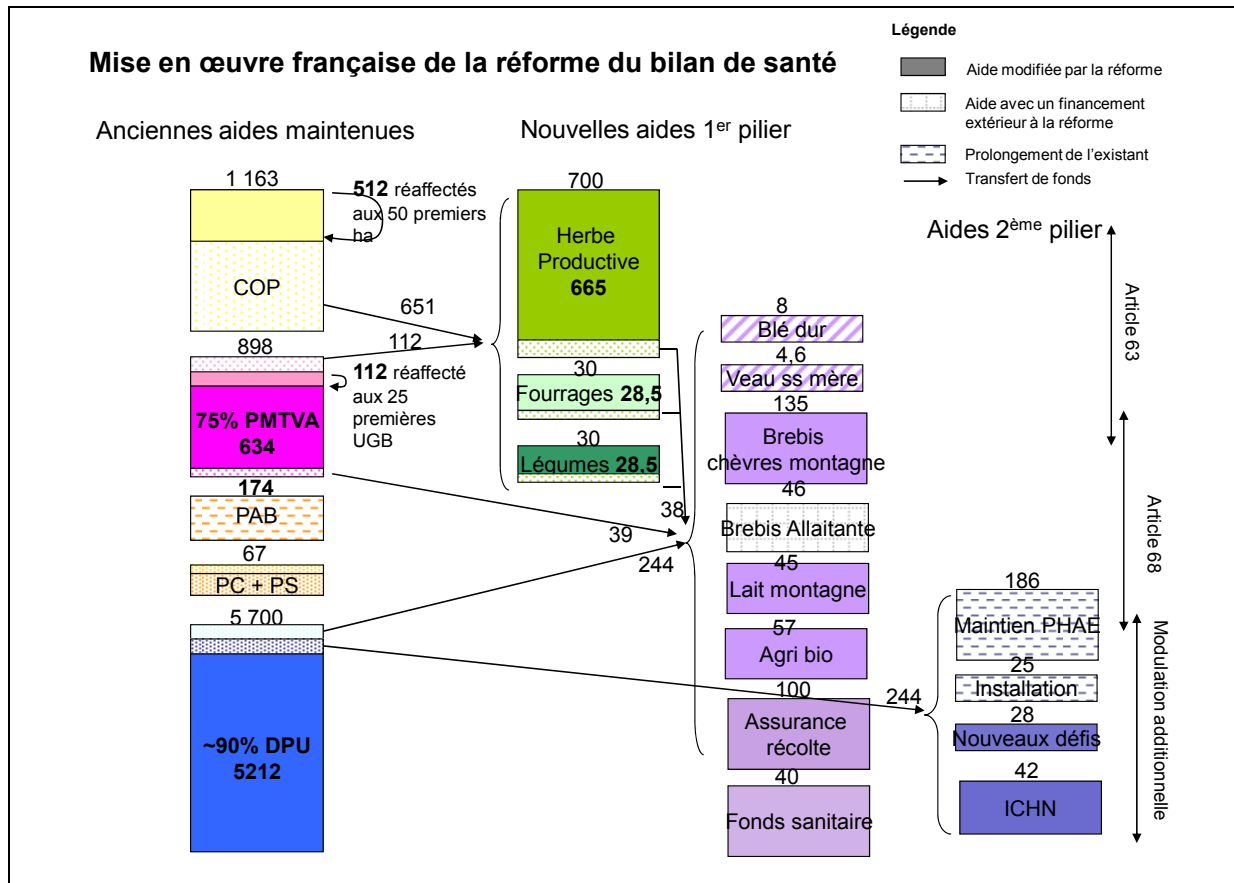 Mise en œuvre française de la réforme du bilan de santé
Légende
Aide modifiée par la réforme
Aide avec un financement
extérieur à la réforme
Prolongement de l'existant
Transfert de fonds
Anciennes aides maintenues
1 163
512 réaffectés
aux 50 premiers
ha
COP
651
898
112
112 réaffecté
aux 25
premières
UGB
75% PMTVA
634
174
PAB
67
PC + PS
5 700
~90% DPU
5212
Nouvelles aides 1er pilier
700
Herbe
Productive
665
30
Fourrages 28,5
30
Légumes 28,5
38
39
244
8
Blé dur
4,6
Veau ss mère
135
Brebis
chèvres montagne
46
Brebis Allaitante
45
Lait montagne
57
Agri bio
100
Assurance
récolte
40
Fonds sanitaire
Aides 2ème pilier
244
186
Maintien PHAE
25
Installation
28
Nouveaux défis
42
ICHN
Article 63
Article 68
Modulation additionnelle